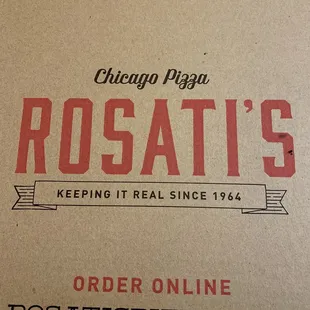 Chicago Pizza
ROSATI'S
KEEPING IT REAL SINCE 1964
ORDER ONLINE